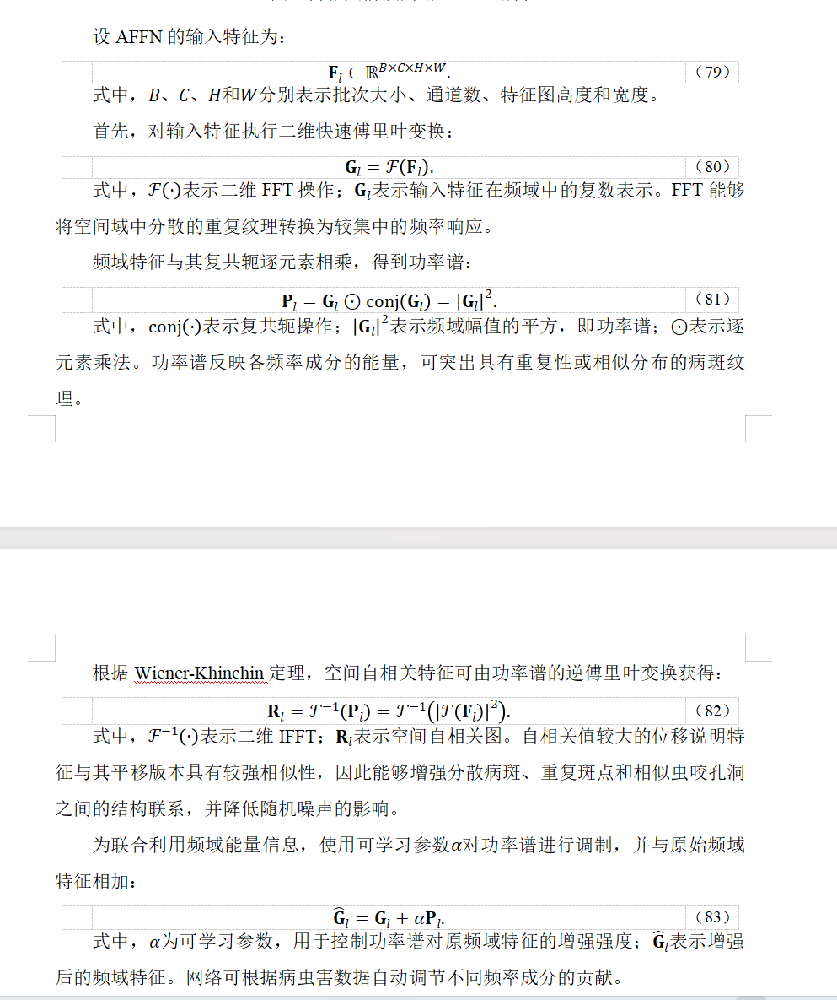 设 AFFN 的输入特征为：
𝐅ₗ ∈ ℝ^{B×C×H×W}. （79）
式中，B、C、H和W分别表示批次大小、通道数、特征图高度和宽度。
首先，对输入特征执行二维快速傅里叶变换：
𝐆ₗ = ℱ(𝐅ₗ). （80）
式中，ℱ(·)表示二维 FFT 操作；𝐆ₗ表示输入特征在频域中的复数表示。FFT 能够
将空间域中分散的重复纹理转换为较集中的频率响应。
频域特征与其复共轭逐元素相乘，得到功率谱：
𝐏ₗ = 𝐆ₗ ⊙ conj(𝐆ₗ) = |𝐆ₗ|². （81）
式中，conj(·)表示复共轭操作；|𝐆ₗ|²表示频域幅值的平方，即功率谱；⊙表示逐
元素乘法。功率谱反映各频率成分的能量，可突出具有重复性或相似分布的病斑纹
理。
根据 Wiener-Khinchin 定理，空间自相关特征可由功率谱的逆傅里叶变换获得：
𝐑ₗ = ℱ⁻¹(𝐏ₗ) = ℱ⁻¹(|ℱ(𝐅ₗ)|²). （82）
式中，ℱ⁻¹(·)表示二维 IFFT；𝐑ₗ表示空间自相关图。自相关值较大的位移说明特
征与其平移版本具有较强相似性，因此能够增强分散病斑、重复斑点和相似虫咬孔洞
之间的结构联系，并降低随机噪声的影响。
为联合利用频域能量信息，使用可学习参数α对功率谱进行调制，并与原始频域
特征相加：
𝐆̂ₗ = 𝐆ₗ + α𝐏ₗ. （83）
式中，α为可学习参数，用于控制功率谱对原频域特征的增强强度；𝐆̂ₗ表示增强
后的频域特征。网络可根据病虫害数据自动调节不同频率成分的贡献。